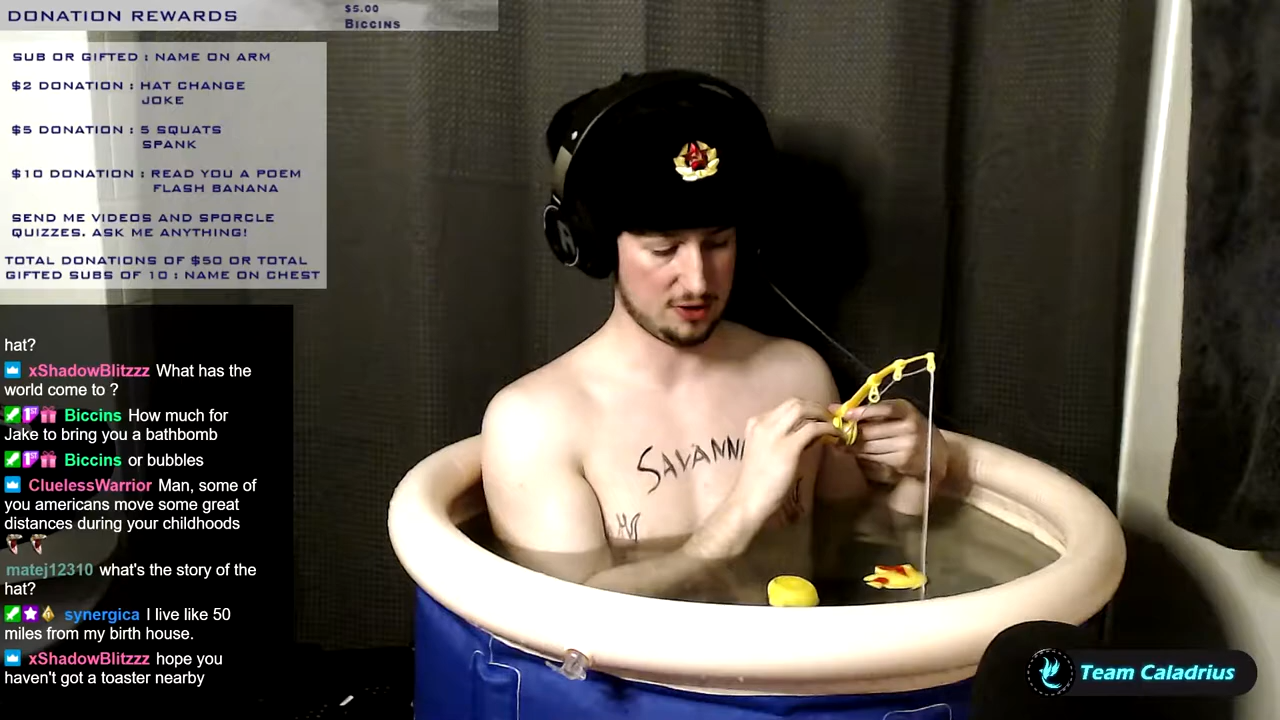 DONATION REWARDS
$5.00
BICCINS
SUB OR GIFTED : NAME ON ARM
$2 DONATION : HAT CHANGE
JOKE
$5 DONATION : 5 SQUATS
SPANK
$10 DONATION : READ YOU A POEM
FLASH BANANA
SEND ME VIDEOS AND SPORCLE
QUIZZES. ASK ME ANYTHING!
TOTAL DONATIONS OF $50 OR TOTAL
GIFTED SUBS OF 10 : NAME ON CHEST
hat?
xShadowBlitzzz What has the
world come to ?
Biccins How much for
Jake to bring you a bathbomb
Biccins or bubbles
CluelessWarrior Man, some of
you americans move some great
distances during your childhoods
matej12310 what's the story of the
hat?
synergica I live like 50
miles from my birth house.
xShadowBlitzzz hope you
haven't got a toaster nearby
SAVANN
Team Caladrius